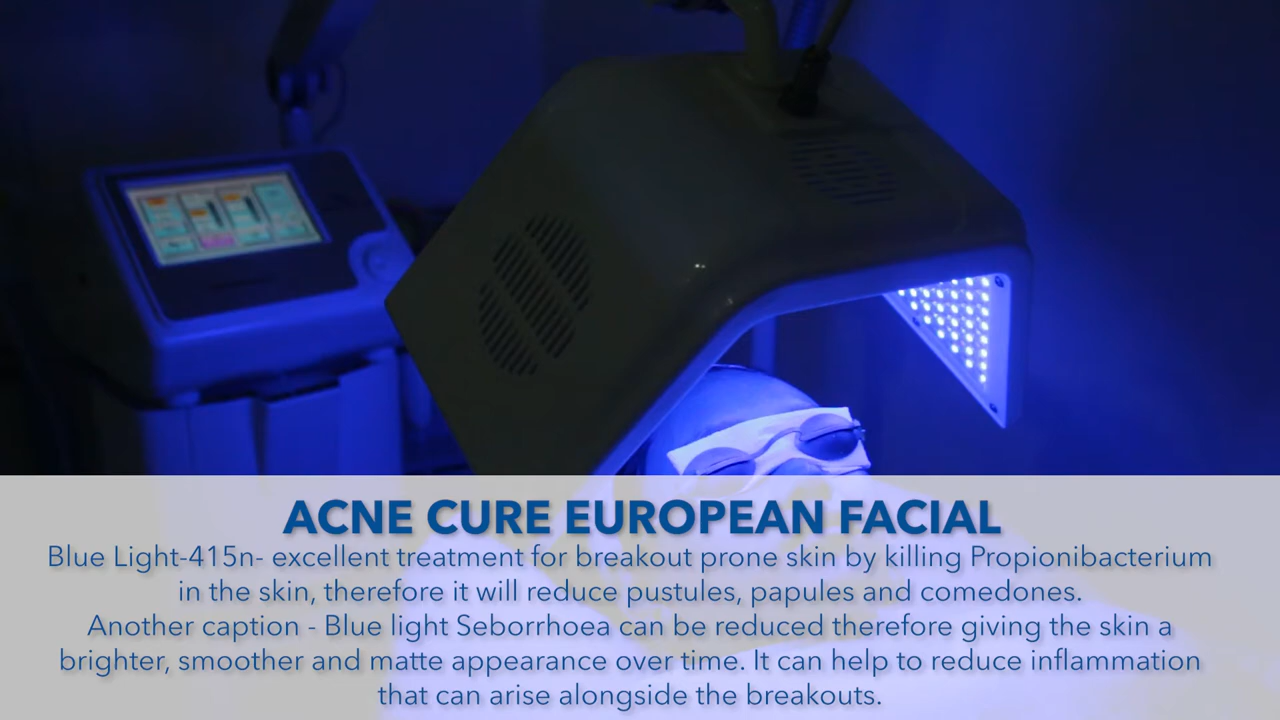 ACNE CURE EUROPEAN FACIAL
Blue Light-415n- excellent treatment for breakout prone skin by killing Propionibacterium
in the skin, therefore it will reduce pustules, papules and comedones.
Another caption - Blue light Seborrhoea can be reduced therefore giving the skin a
brighter, smoother and matte appearance over time. It can help to reduce inflammation
that can arise alongside the breakouts.